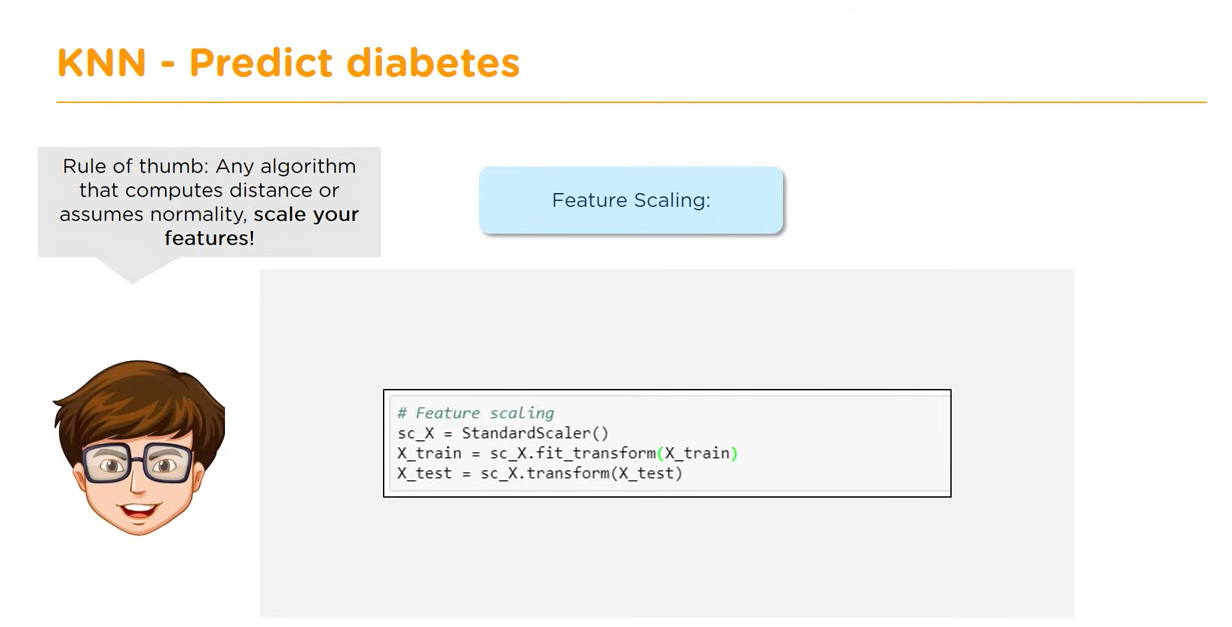 KNN - Predict diabetes
Rule of thumb: Any algorithm
that computes distance or
assumes normality, scale your
features!
Feature Scaling:
# Feature scaling
sc_X = StandardScaler()
X_train = sc_X.fit_transform(X_train)
X_test = sc_X.transform(X_test)